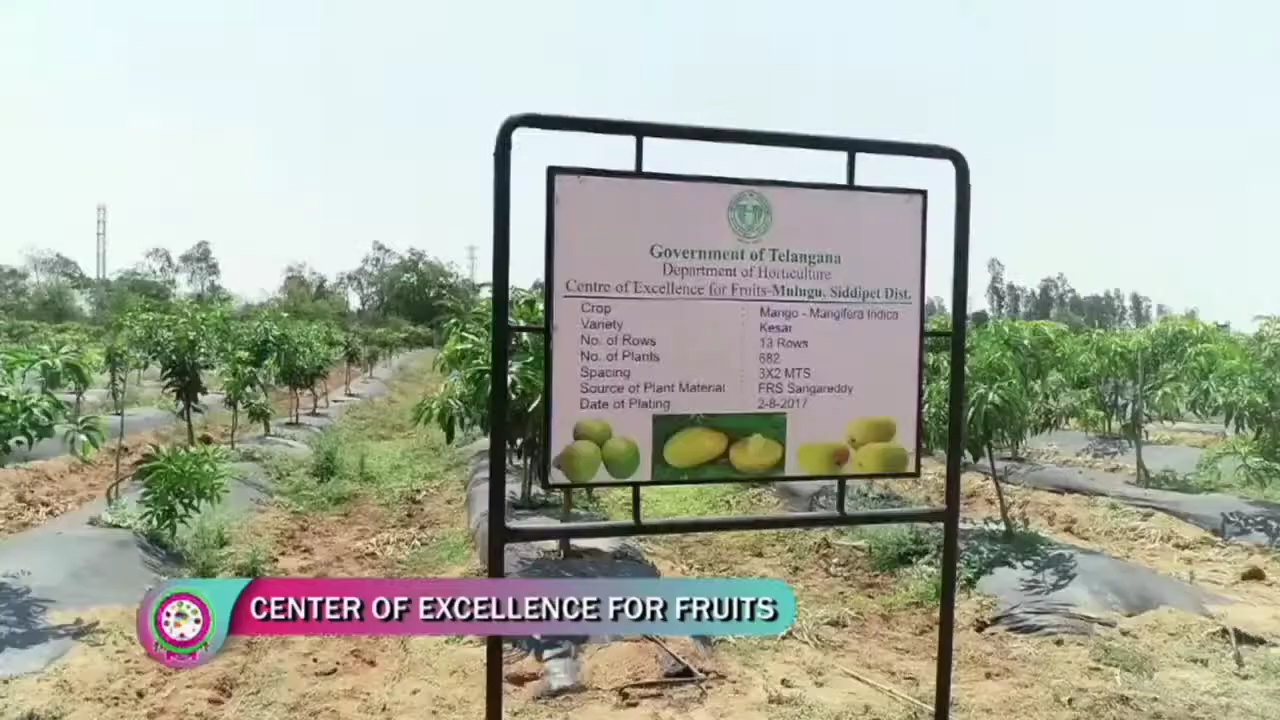 Government of Telangana
Department of Horticulture
Centre of Excellence for Fruits-Mulugu, Siddipet Dist.
Crop : Mango - Mangifera Indica
Variety : Kesar
No. of Rows : 13 Rows
No. of Plants : 682
Spacing : 3X2 MTS
Source of Plant Material : FRS Sangareddy
Date of Plating : 2-8-2017
CENTER OF EXCELLENCE FOR FRUITS